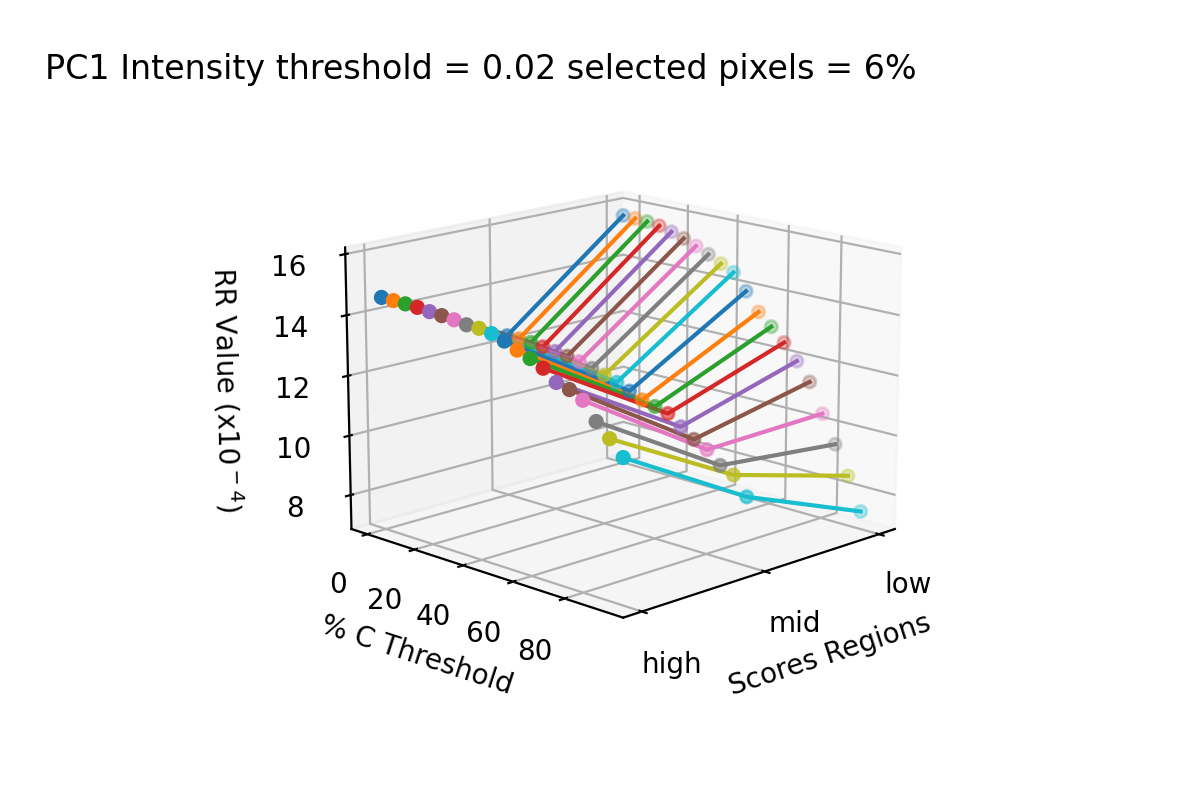 PC1 Intensity threshold = 0.02 selected pixels = 6%
16
14
12
10
8
RR Value (x10⁻⁴)
0
20
40
60
80
% C Threshold
high
mid
low
Scores Regions